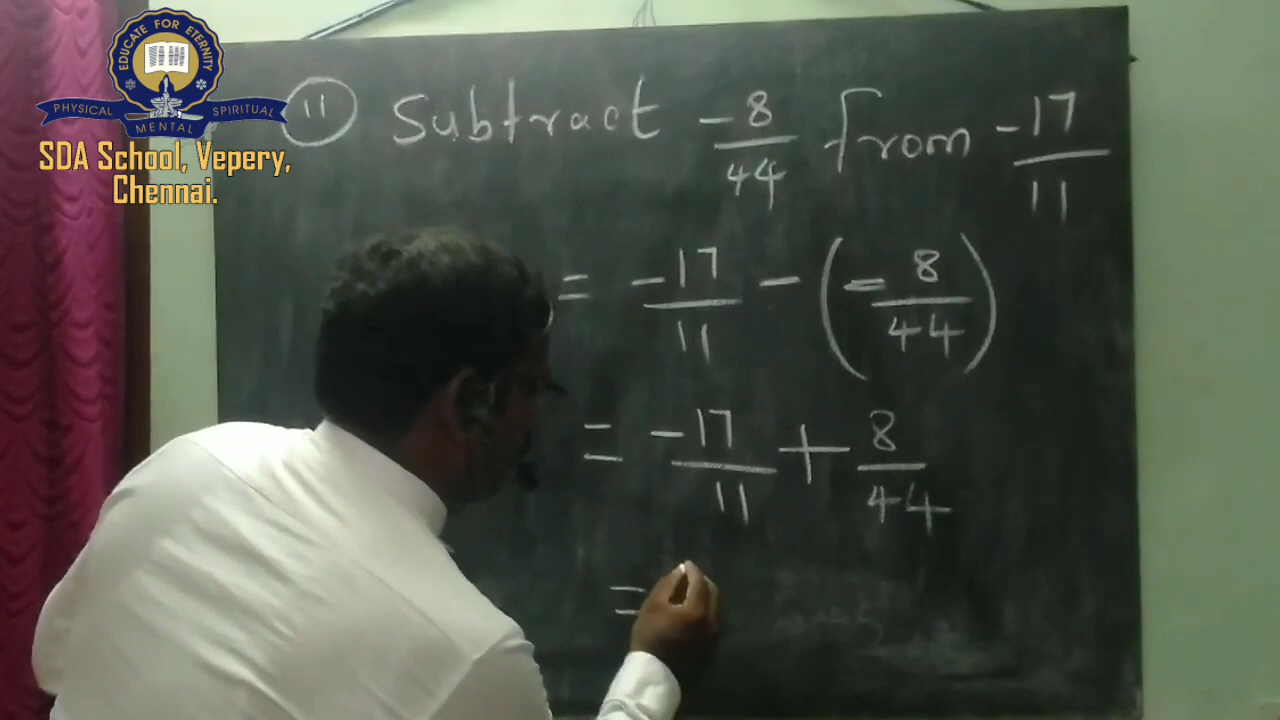 EDUCATE FOR ETERNITY
PHYSICAL MENTAL SPIRITUAL
SDA School, Vepery,
Chennai.
11 Subtract -8/44 from -17/11
= -17/11 - (-8/44)
= -17/11 + 8/44
=